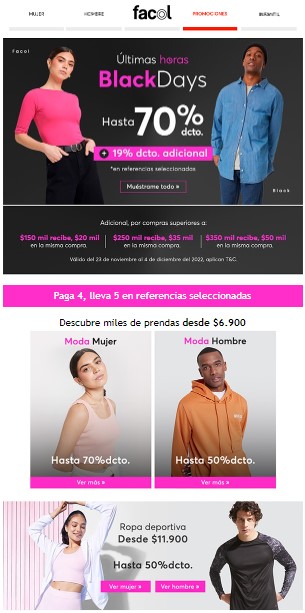 MUJER
HOMBRE
facol
PROMOCIONES
INFANTIL
Facol
Últimas horas
BlackDays
Hasta 70% dcto.
+ 19% dcto. adicional
*en referencias seleccionadas
Muéstrame todo »
Black
Adicional, por compras superiores a:
$150 mil recibe, $20 mil
en la misma compra.
$250 mil recibe, $35 mil
en la misma compra.
$350 mil recibe, $50 mil
en la misma compra.
Válido del 23 de noviembre al 4 de diciembre del 2022, aplican T&C.
Paga 4, lleva 5 en referencias seleccionadas
Descubre miles de prendas desde $6.900
Moda Mujer
Hasta 70%dcto.
Ver más »
Moda Hombre
Hasta 50%dcto.
Ver más »
Ropa deportiva
Desde $11.900
Hasta 50%dcto.
Ver mujer »
Ver hombre »